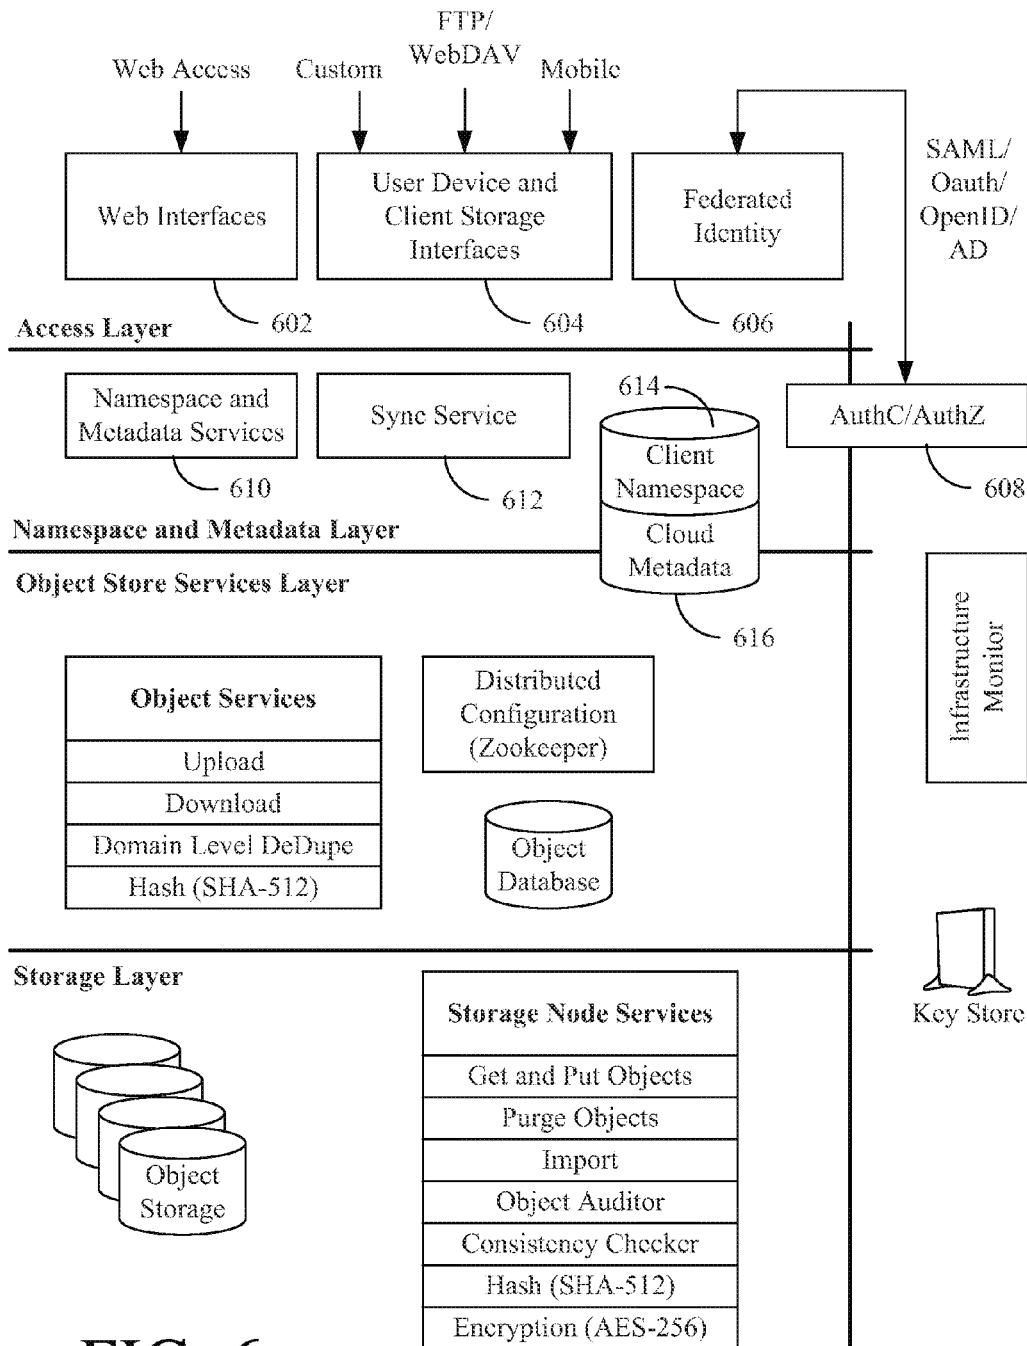 FTP/
WebDAV
Web Access
Custom
Mobile
Web Interfaces
User Device and
Client Storage
Interfaces
Federated
Identity
SAML/
Oauth/
OpenID/
AD
602
604
606
Access Layer
Namespace and
Metadata Services
Sync Service
614
Client
Namespace
AuthC/AuthZ
610
612
608
Namespace and Metadata Layer
Cloud
Metadata
Object Store Services Layer
616
Infrastructure
Monitor
Object Services
Upload
Download
Domain Level DeDupe
Hash (SHA-512)
Distributed
Configuration
(Zookeeper)
Object
Database
Storage Layer
Key Store
Object
Storage
Storage Node Services
Get and Put Objects
Purge Objects
Import
Object Auditor
Consistency Checker
Hash (SHA-512)
Encryption (AES-256)
FIG. 6